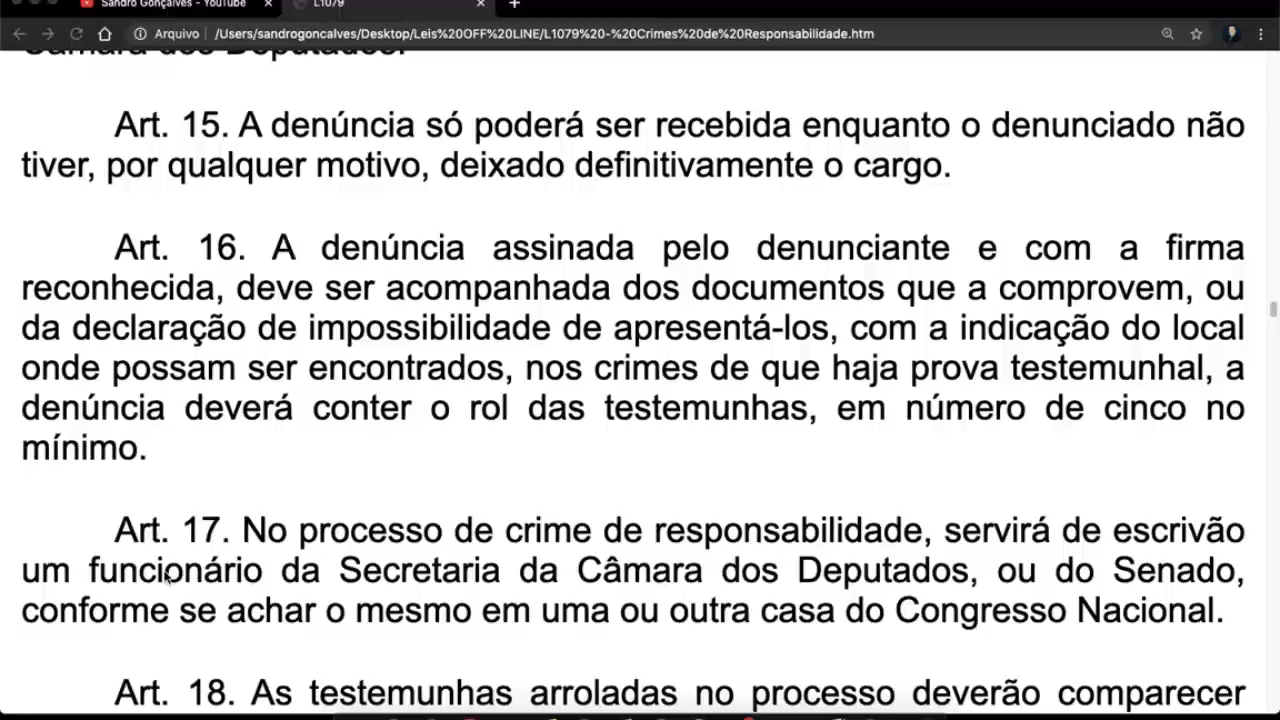 Sandro Gonçalves - YouTube
L1079
Arquivo
/Users/sandrogoncalves/Desktop/Leis%20OFF%20LINE/L1079%20-%20Crimes%20de%20Responsabilidade.htm
Câmara dos Deputados.
Art. 15. A denúncia só poderá ser recebida enquanto o denunciado não
tiver, por qualquer motivo, deixado definitivamente o cargo.
Art. 16. A denúncia assinada pelo denunciante e com a firma
reconhecida, deve ser acompanhada dos documentos que a comprovem, ou
da declaração de impossibilidade de apresentá-los, com a indicação do local
onde possam ser encontrados, nos crimes de que haja prova testemunhal, a
denúncia deverá conter o rol das testemunhas, em número de cinco no
mínimo.
Art. 17. No processo de crime de responsabilidade, servirá de escrivão
um funcionário da Secretaria da Câmara dos Deputados, ou do Senado,
conforme se achar o mesmo em uma ou outra casa do Congresso Nacional.
Art. 18. As testemunhas arroladas no processo deverão comparecer